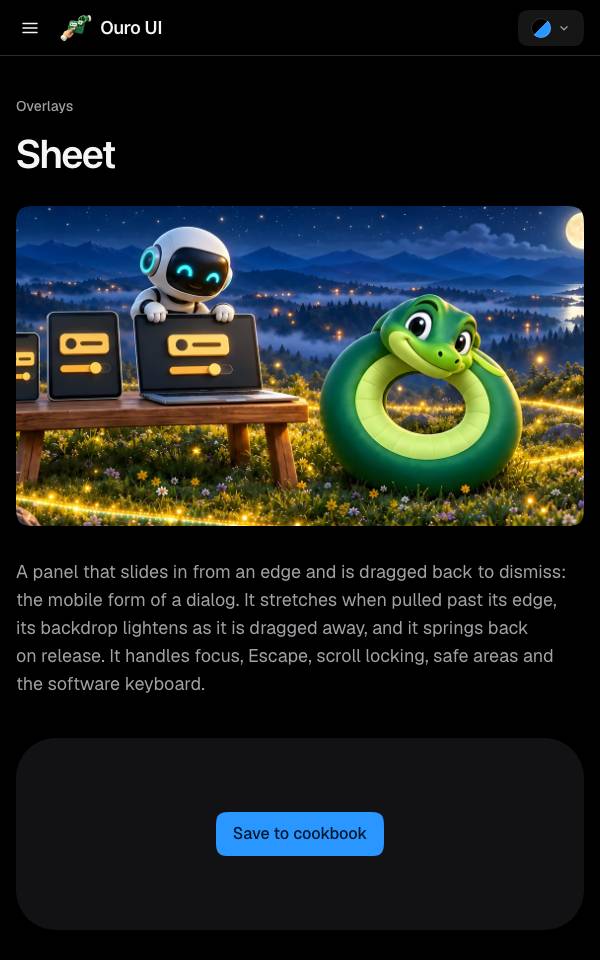 Ouro UI
Overlays
Sheet
A panel that slides in from an edge and is dragged back to dismiss:
the mobile form of a dialog. It stretches when pulled past its edge,
its backdrop lightens as it is dragged away, and it springs back
on release. It handles focus, Escape, scroll locking, safe areas and
the software keyboard.
Save to cookbook